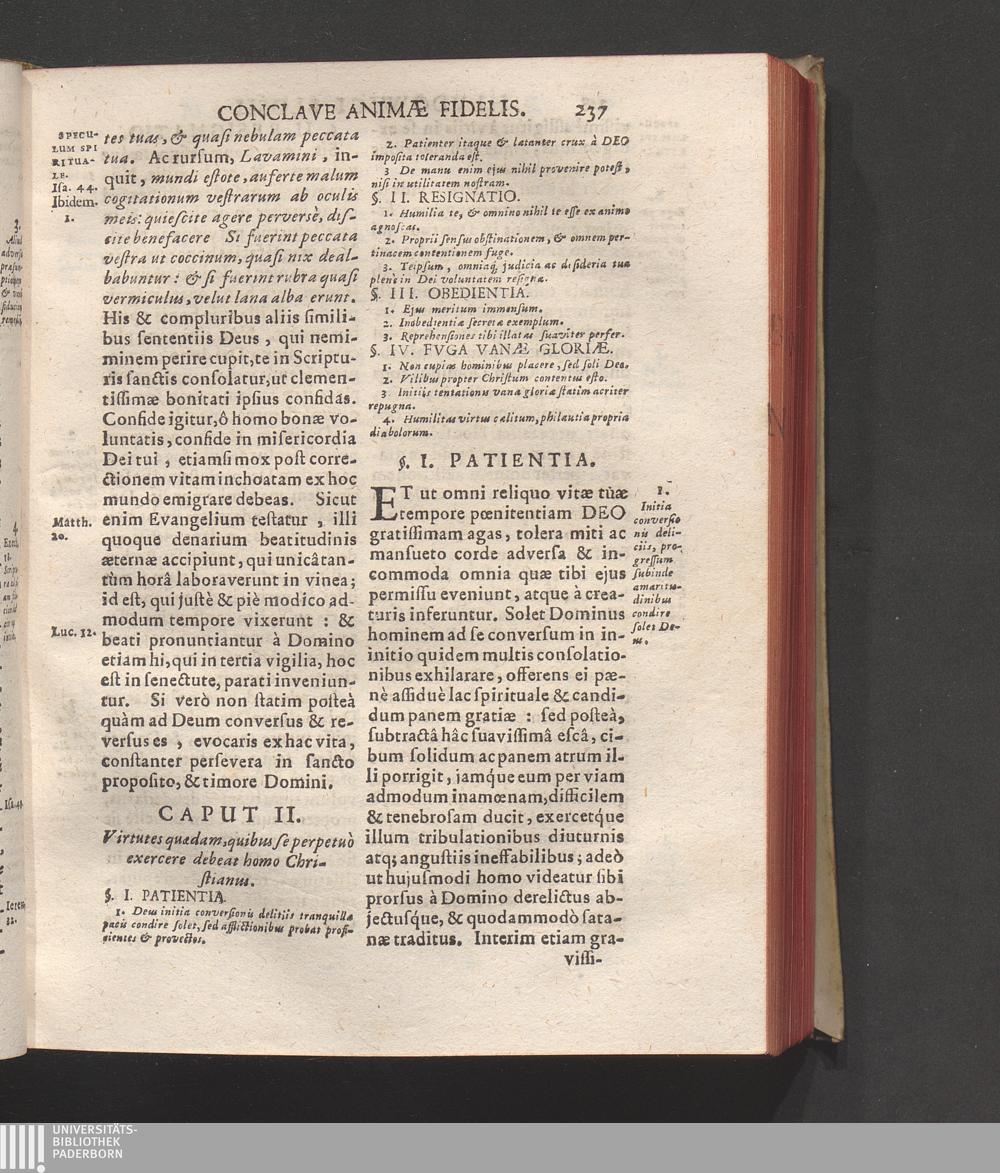 CONCLAVE ANIMÆ FIDELIS. 237
SPECU-
LUM SPI
RITUA-
LE.
Isa. 44.
Ibidem.
1.
tes tuas, & quasi nebulam peccata
tua. Ac rursum, Lavamini, in-
quit, mundi estote, auferte malum
cogitationum vestrarum ab oculis
meis: quiescite agere perversè, dis-
cite benefacere Si fuerint peccata
vestra ut coccinum, quasi nix deal-
babuntur: & si fuerint rubra quasi
vermiculus, velut lana alba erunt.
His & compluribus aliis simili-
bus sententiis Deus, qui nemi-
minem perire cupit, te in Scriptu-
ris sanctis consolatur, ut clemen-
tissimæ bonitati ipsius confidas.
Confide igitur, ô homo bonæ vo-
luntatis, confide in misericordia
Dei tui, etiamsi mox post corre-
ctionem vitam inchoatam ex hoc
mundo emigrare debeas. Sicut
Matth.
20.
enim Evangelium testatur, illi
quoque denarium beatitudinis
æternæ accipiunt, qui unicâ tan-
tùm horâ laboraverunt in vinea;
id est, qui justè & piè modico ad-
modum tempore vixerunt: &
Luc. 12.
beati pronuntiantur à Domino
etiam hi, qui in tertia vigilia, hoc
est in senectute, parati inveniun-
tur. Si verò non statim posteà
quàm ad Deum conversus & re-
versus es, evocaris ex hac vita,
constanter persevera in sancto
proposito, & timore Domini.
CAPUT II.
Virtutes quædam, quibus se perpetuò
exercere debeat homo Chri-
stianus.
§. I. PATIENTIA.
1. Deus initia conversionis delitiis tranquillæ
pacis condire solet, sed afflictionibus probat profi-
cientes & provectos.
2. Patienter itaque & latanter crux à DEO
imposita toleranda est.
3 De manu enim ejus nihil provenire potest,
nisi in utilitatem nostram.
§. II. RESIGNATIO.
1. Humilia te, & omnino nihil te esse ex animo
agnoscas.
2. Proprii sensus obstinationem, & omnem per-
tinacem contentionem fuge.
3. Teipsum, omniaq; judicia ac desideria tua
plenè in Dei voluntatem resigna.
§. III. OBEDIENTIA.
1. Ejus meritum immensum.
2. Inobedientiæ secretæ exemplum.
3. Reprehensiones tibi illatas suaviter perfer.
§. IV. FVGA VANÆ GLORIÆ.
1. Non cupias hominibus placere, sed soli Deo.
2. Vilibus propter Christum contentus esto.
3 Initiis tentationis vanæ gloriæ statim acriter
repugna.
4. Humilitas virtus cælitum, philautia propria
diabolorum.
§. I. PATIENTIA.
ET ut omni reliquo vitæ tuæ
tempore pœnitentiam DEO
gratissimam agas, tolera miti ac
mansueto corde adversa & in-
commoda omnia quæ tibi ejus
permissu eveniunt, atque à crea-
turis inferuntur. Solet Dominus
hominem ad se conversum in in-
initio quidem multis consolatio-
nibus exhilarare, offerens ei pæ-
nè assiduè lac spirituale & candi-
dum panem gratiæ: sed posteà,
subtractâ hâc suavissimâ escâ, ci-
bum solidum ac panem atrum il-
li porrigit, jamq́ue eum per viam
admodum inamœnam, difficilem
& tenebrosam ducit, exercetq́ue
illum tribulationibus diuturnis
atq; angustiis ineffabilibus; adeò
ut hujusmodi homo videatur sibi
prorsus à Domino derelictus ab-
jectusq́ue, & quodammodò sata-
næ traditus. Interim etiam gra-
vissi-
1.
Initia
conversio
nis deli-
ciis, pro-
gressum
subinde
amaritu-
dinibus
condire
solet De-
us.
UNIVERSITÄTS-
BIBLIOTHEK
PADERBORN